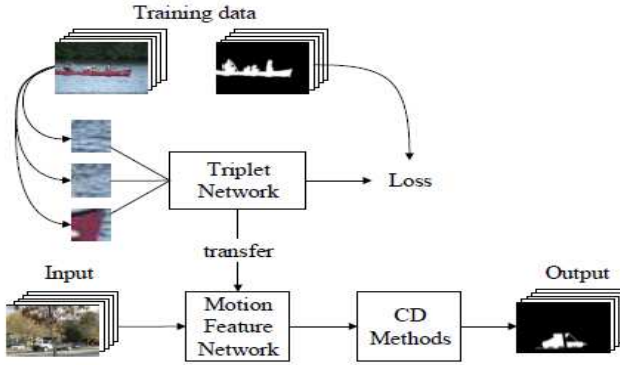 Training data
Triplet
Network
Loss
transfer
Input
Output
Motion
Feature
Network
CD
Methods